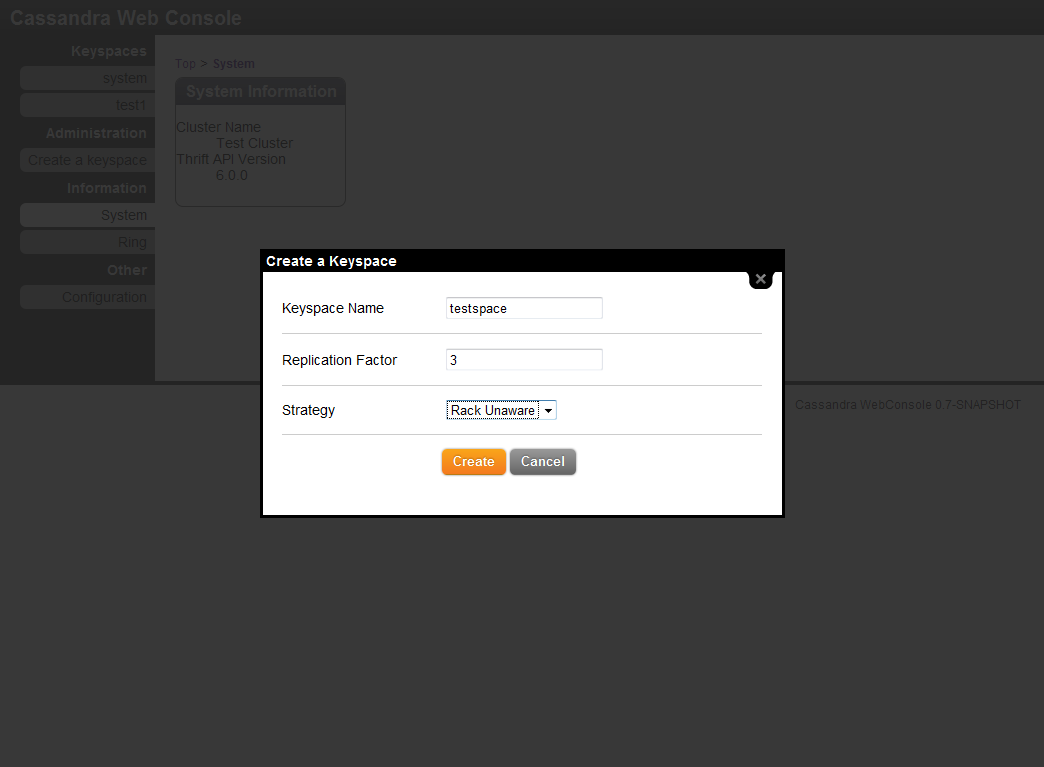 Cassandra Web Console
Keyspaces
system
test1
Administration
Create a keyspace
Information
System
Ring
Other
Configuration
Top > System
System Information
Cluster Name
Test Cluster
Thrift API Version
6.0.0
Create a Keyspace
Keyspace Name
testspace
Replication Factor
3
Strategy
Rack Unaware
Create Cancel
Cassandra WebConsole 0.7-SNAPSHOT